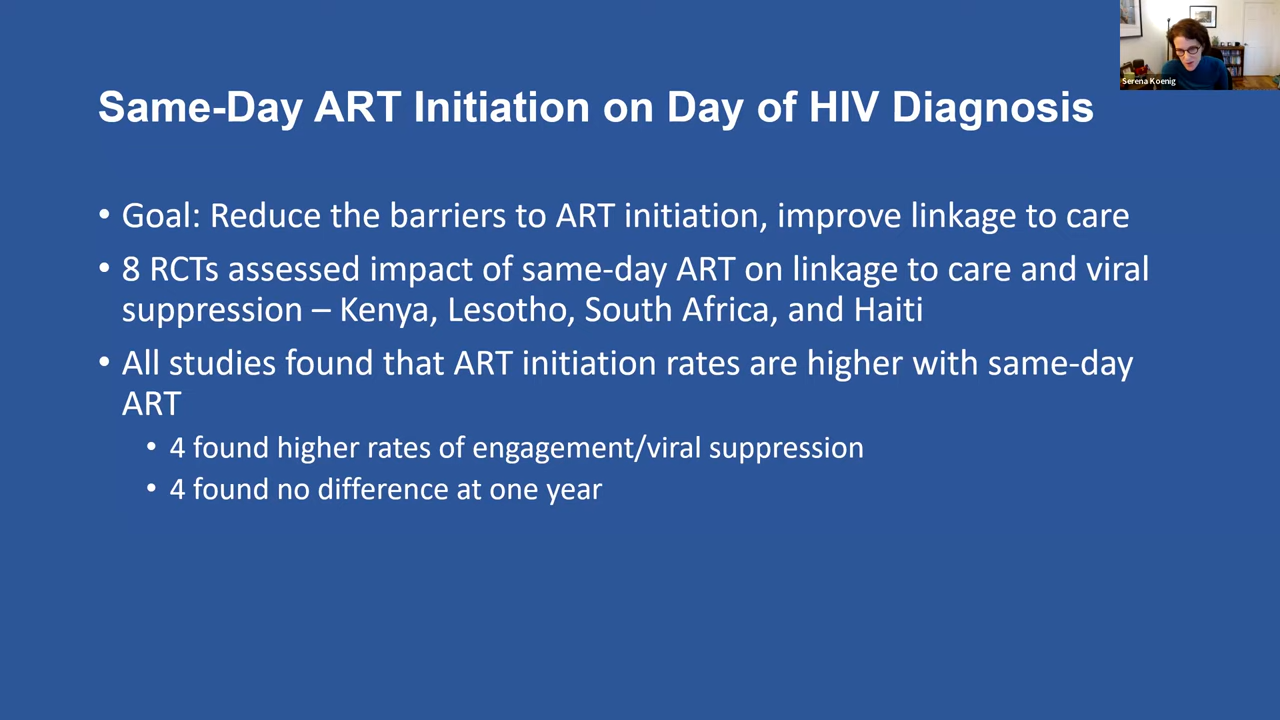 Serena Koenig
Same-Day ART Initiation on Day of HIV Diagnosis
• Goal: Reduce the barriers to ART initiation, improve linkage to care
• 8 RCTs assessed impact of same-day ART on linkage to care and viral
suppression – Kenya, Lesotho, South Africa, and Haiti
• All studies found that ART initiation rates are higher with same-day
ART
• 4 found higher rates of engagement/viral suppression
• 4 found no difference at one year